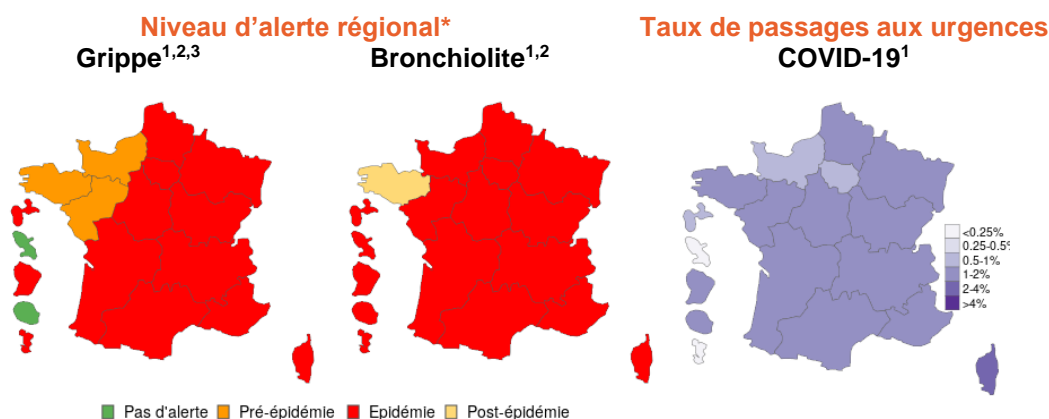 Niveau d’alerte régional*
Grippe1,2,3
Bronchiolite1,2
Pas d'alerte Pré-épidémie Epidémie Post-épidémie
Taux de passages aux urgences
COVID-191
<0.25%
0.25-0.5%
0.5-1%
1-2%
2-4%
>4%